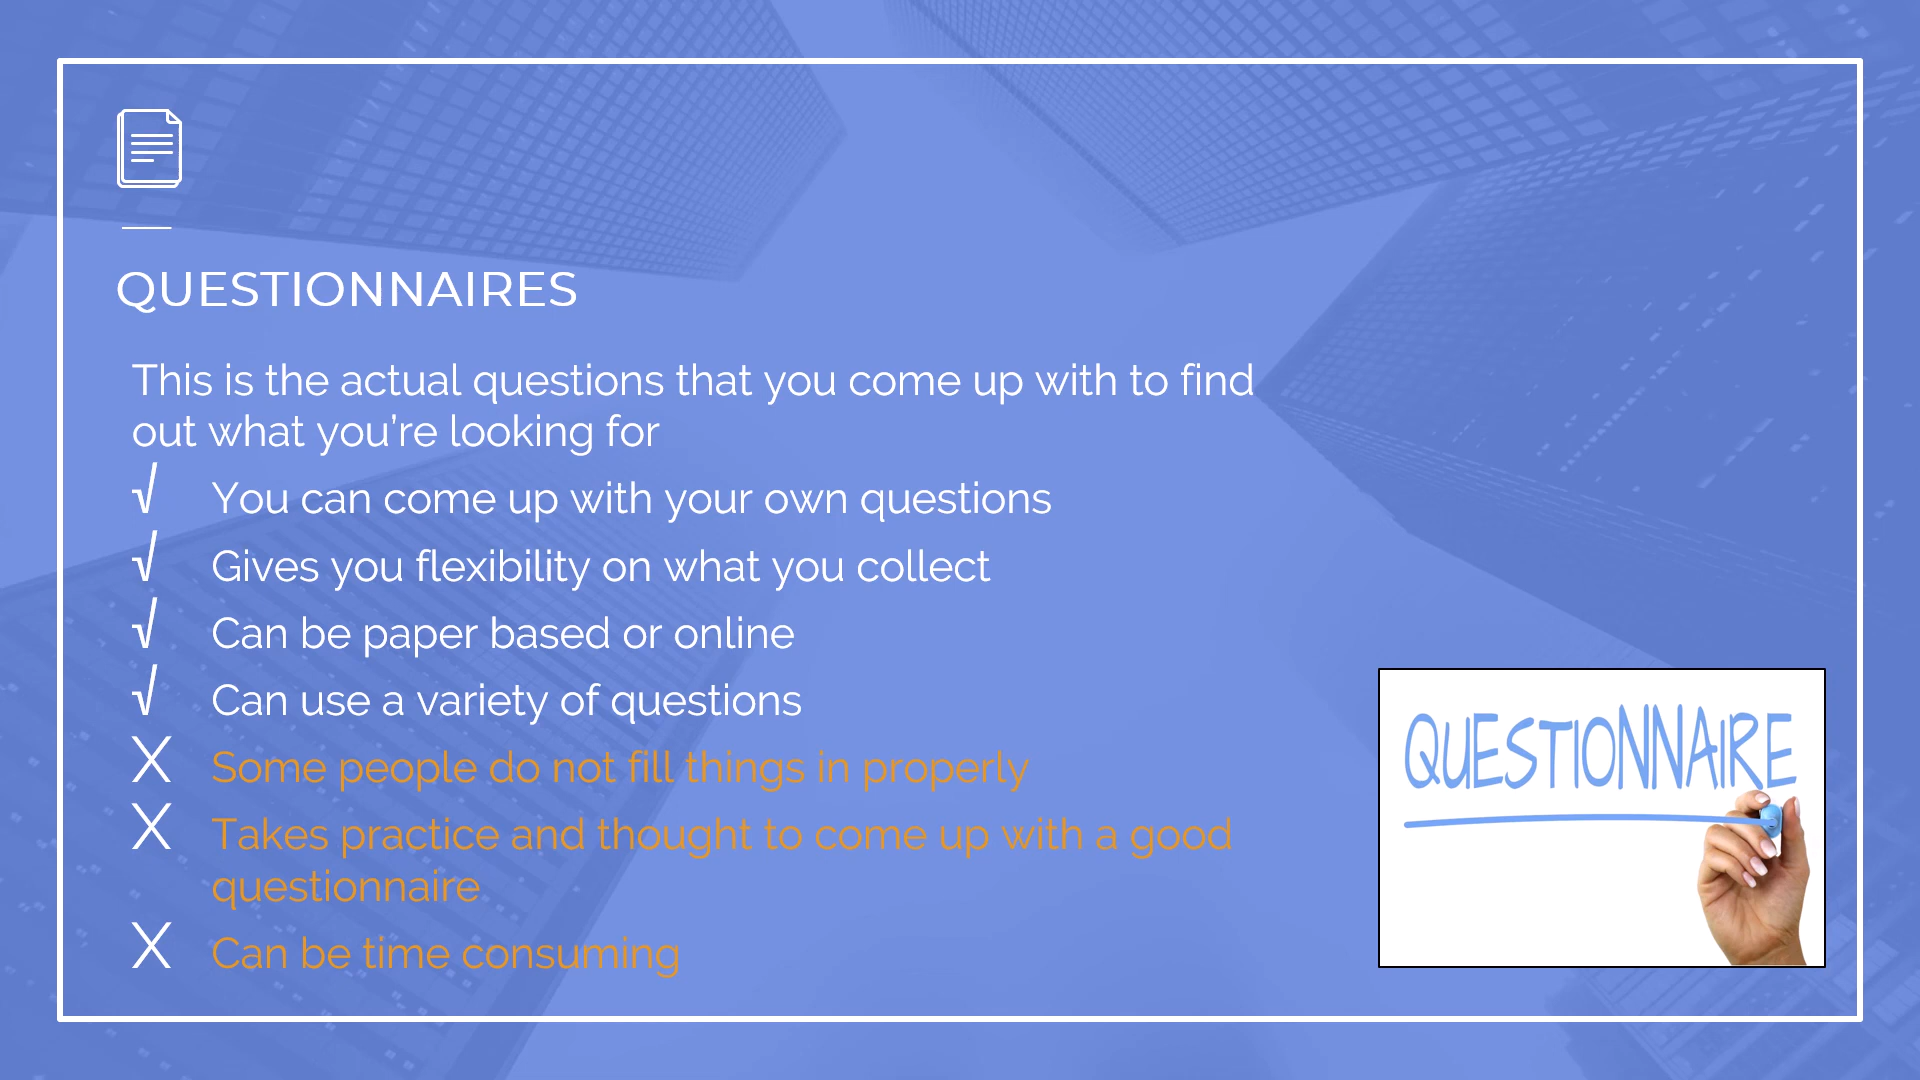 QUESTIONNAIRES
This is the actual questions that you come up with to find
out what you’re looking for
√ You can come up with your own questions
√ Gives you flexibility on what you collect
√ Can be paper based or online
√ Can use a variety of questions
X Some people do not fill things in properly
X Takes practice and thought to come up with a good
questionnaire
X Can be time consuming
QUESTIONNAIRE